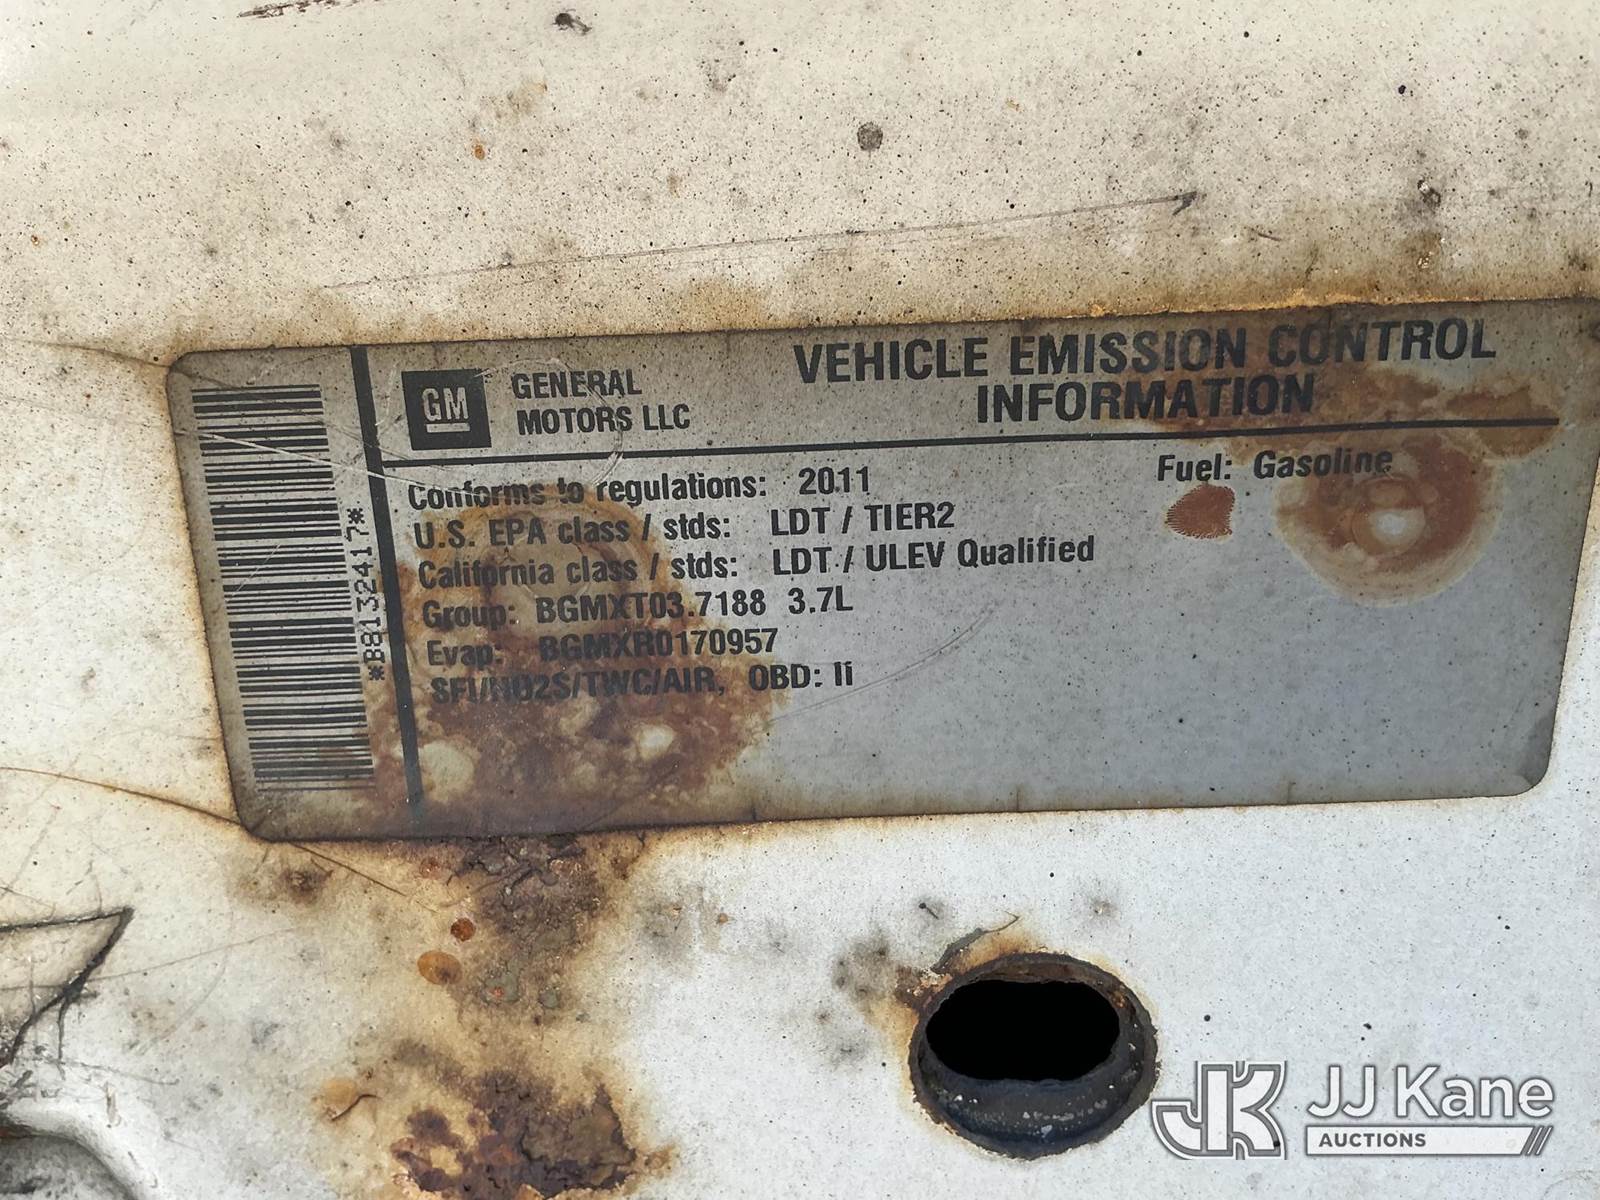 GM
GENERAL
MOTORS LLC
VEHICLE EMISSION CONTROL
INFORMATION
Conforms to regulations: 2011
Fuel: Gasoline
U.S. EPA class / stds: LDT / TIER2
California class / stds: LDT / ULEV Qualified
Group: BGMXT03.7188 3.7L
Evap: BGMXR0170957
SFI/HO2S/TWC/AIR, OBD: Ii
*88132417*
JK JJ Kane
AUCTIONS